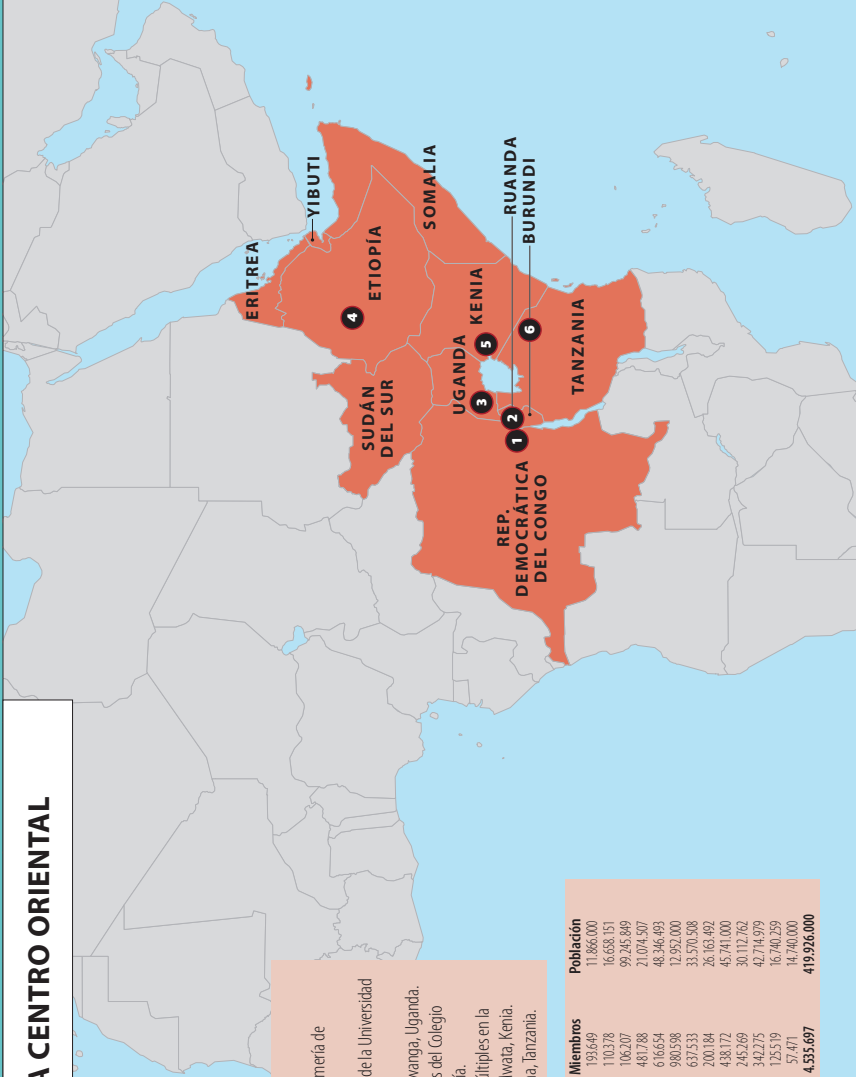 A CENTRO ORIENTAL
mería de
de la Universidad
wanga, Uganda.
s del Colegio
ía.
últiples en la
lwata, Kenia.
na, Tanzania.
Miembros Población
193.649 11.866.000
110.378 16.658.151
106.207 99.245.849
481.788 21.074.507
616.654 48.346.493
980.598 12.952.000
637.533 33.570.508
200.184 26.163.492
438.172 45.741.000
245.269 30.112.762
342.275 42.714.979
125.519 16.740.259
57.471 14.740.000
4.535.697 419.926.000
ERITREA
YIBUTI
SUDÁN
DEL SUR
4
ETIOPÍA
SOMALIA
UGANDA
KENIA
3
5
1
2
6
RUANDA
BURUNDI
REP.
DEMOCRÁTICA
DEL CONGO
TANZANIA